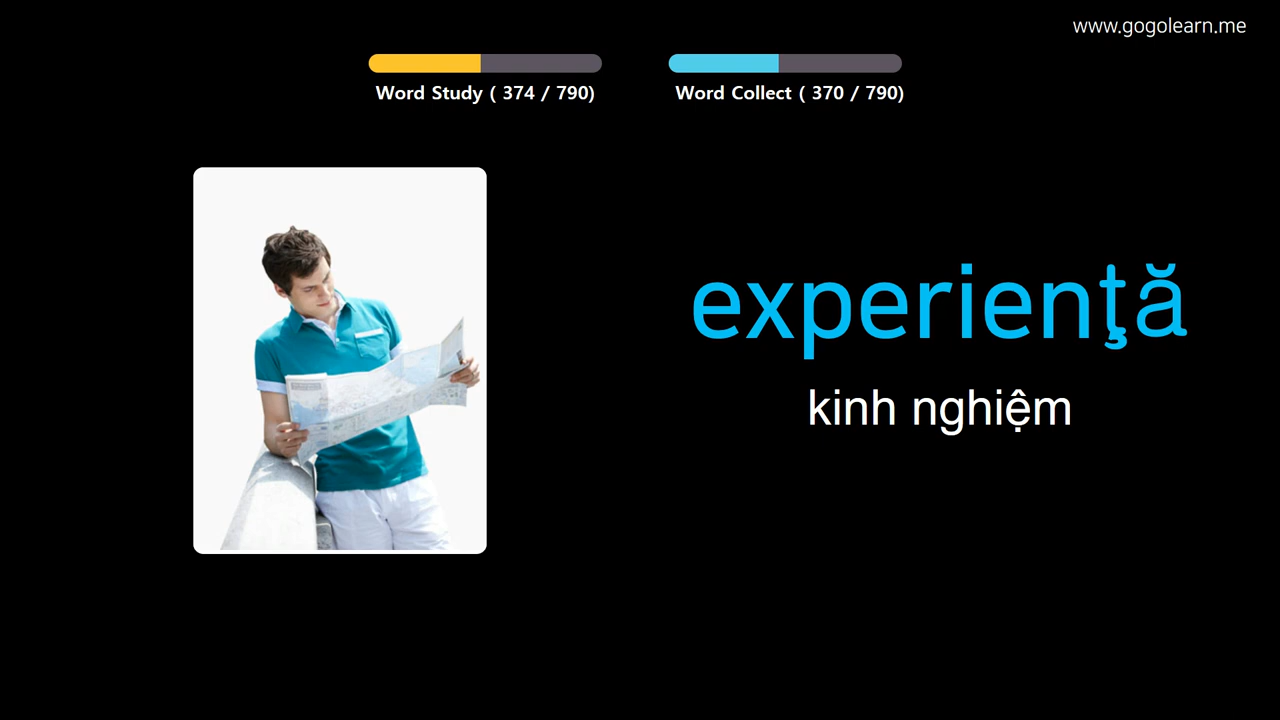 www.gogolearn.me
Word Study ( 374 / 790)
Word Collect ( 370 / 790)
experienţă
kinh nghiệm